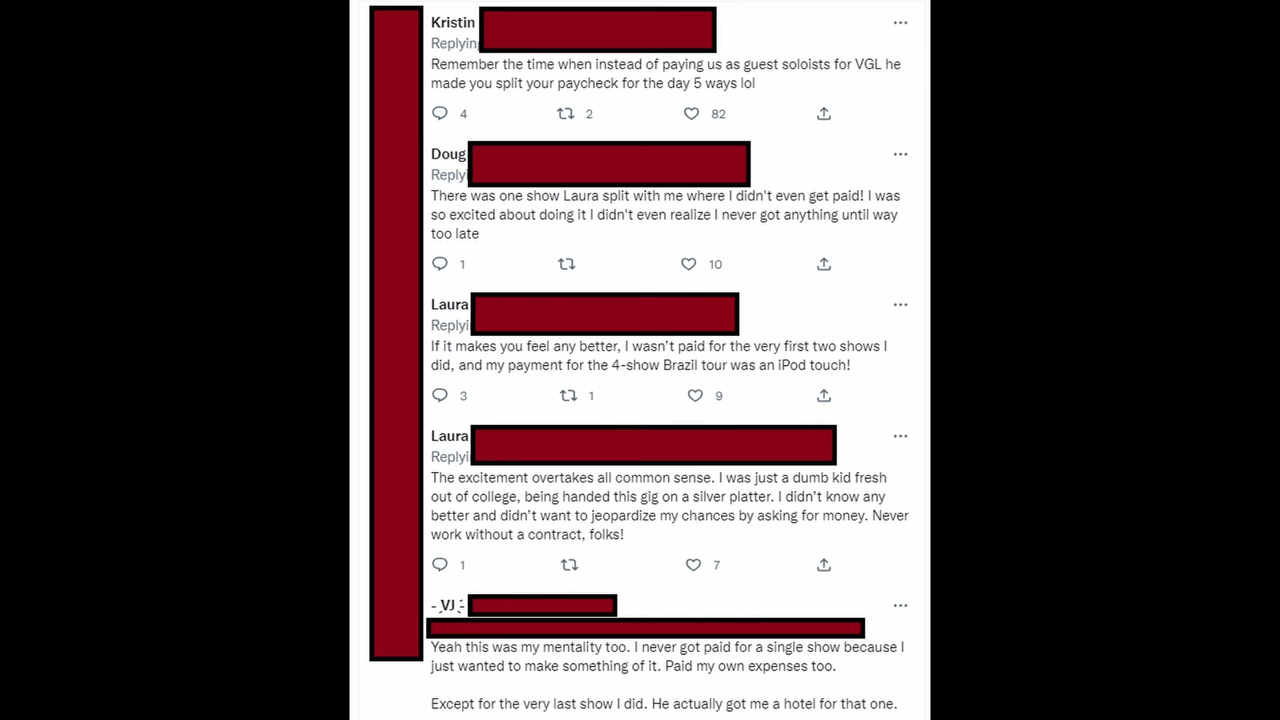 Kristin
Replying
Remember the time when instead of paying us as guest soloists for VGL he
made you split your paycheck for the day 5 ways lol
4 2 82
Doug
Replyi
There was one show Laura split with me where I didn't even get paid! I was
so excited about doing it I didn't even realize I never got anything until way
too late
1 10
Laura
Replyi
If it makes you feel any better, I wasn’t paid for the very first two shows I
did, and my payment for the 4-show Brazil tour was an iPod touch!
3 1 9
Laura
Replyi
The excitement overtakes all common sense. I was just a dumb kid fresh
out of college, being handed this gig on a silver platter. I didn’t know any
better and didn’t want to jeopardize my chances by asking for money. Never
work without a contract, folks!
1 7
- ̗̀ VJ ̖́-
Yeah this was my mentality too. I never got paid for a single show because I
just wanted to make something of it. Paid my own expenses too.
Except for the very last show I did. He actually got me a hotel for that one.